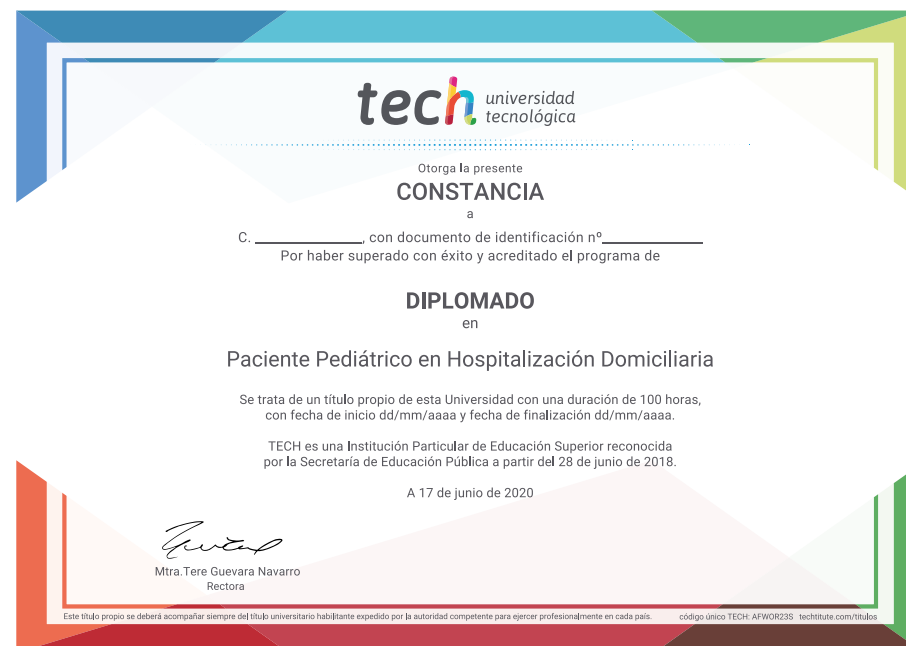 tech universidad
tecnológica
Otorga la presente
CONSTANCIA
a
C. ______________, con documento de identificación nº_____________
Por haber superado con éxito y acreditado el programa de
DIPLOMADO
en
Paciente Pediátrico en Hospitalización Domiciliaria
Se trata de un título propio de esta Universidad con una duración de 100 horas,
con fecha de inicio dd/mm/aaaa y fecha de finalización dd/mm/aaaa.
TECH es una Institución Particular de Educación Superior reconocida
por la Secretaría de Educación Pública a partir del 28 de junio de 2018.
A 17 de junio de 2020
Mtra.Tere Guevara Navarro
Rectora
Este título propio se deberá acompañar siempre del título universitario habilitante expedido por la autoridad competente para ejercer profesionalmente en cada país. código único TECH: AFWOR23S techtitute.com/titulos